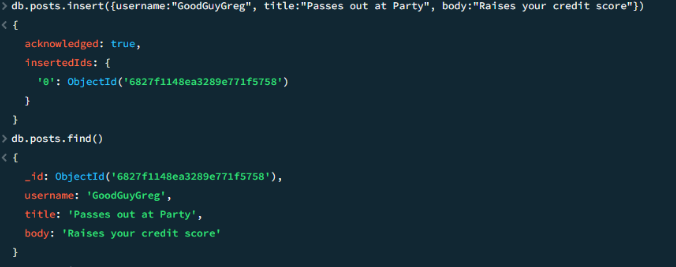 > db.posts.insert({username:"GoodGuyGreg", title:"Passes out at Party", body:"Raises your credit score"})
< {
acknowledged: true,
insertedIds: {
'0': ObjectId('6827f1148ea3289e771f5758')
}
}
> db.posts.find()
< {
_id: ObjectId('6827f1148ea3289e771f5758'),
username: 'GoodGuyGreg',
title: 'Passes out at Party',
body: 'Raises your credit score'
}